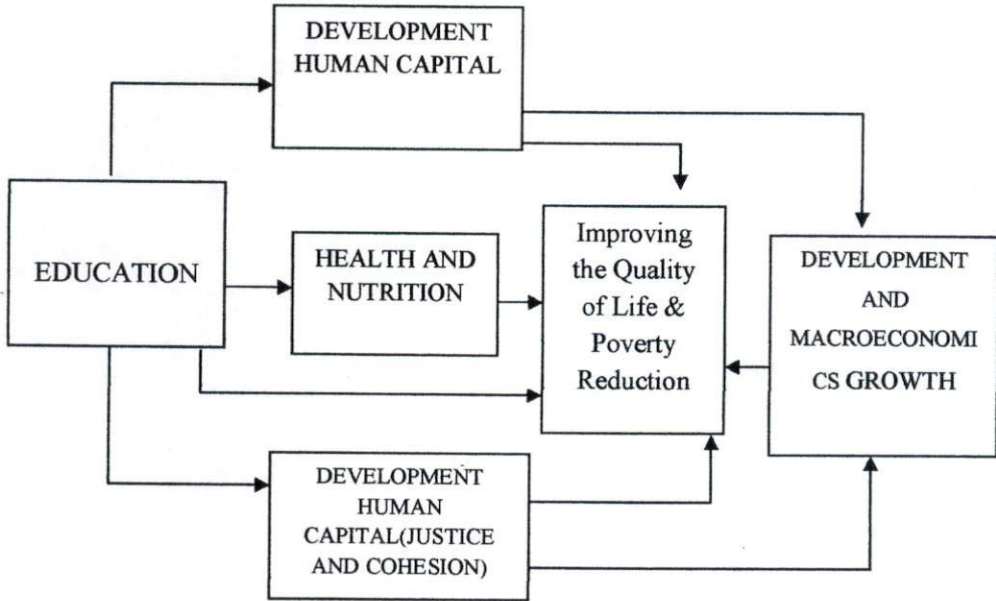 DEVELOPMENT
HUMAN CAPITAL
EDUCATION
HEALTH AND
NUTRITION
Improving
the Quality
of Life &
Poverty
Reduction
DEVELOPMENT
AND
MACROECONOMI
CS GROWTH
DEVELOPMENT
HUMAN
CAPITAL(JUSTICE
AND COHESION)